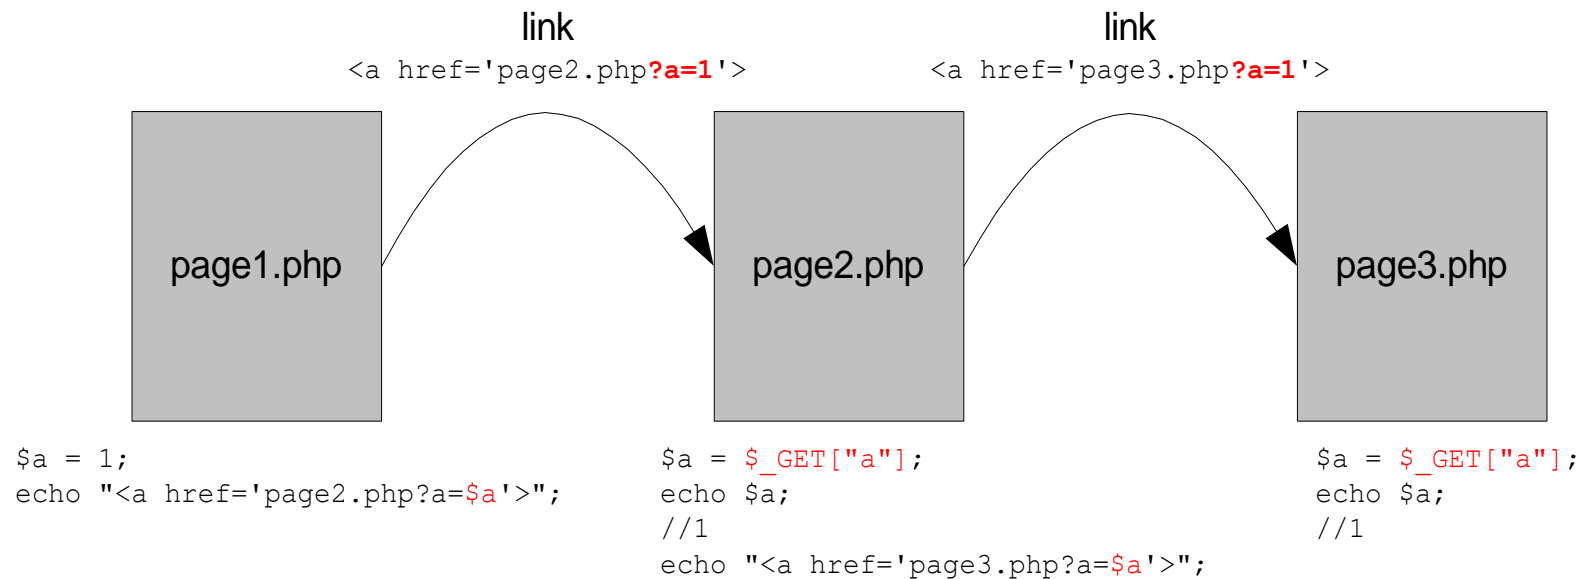 link
<a href='page2.php?a=1'>
link
<a href='page3.php?a=1'>
page1.php
page2.php
page3.php
$a = 1;
echo "<a href='page2.php?a=$a'>";
$a = $_GET["a"];
echo $a;
//1
echo "<a href='page3.php?a=$a'>";
$a = $_GET["a"];
echo $a;
//1